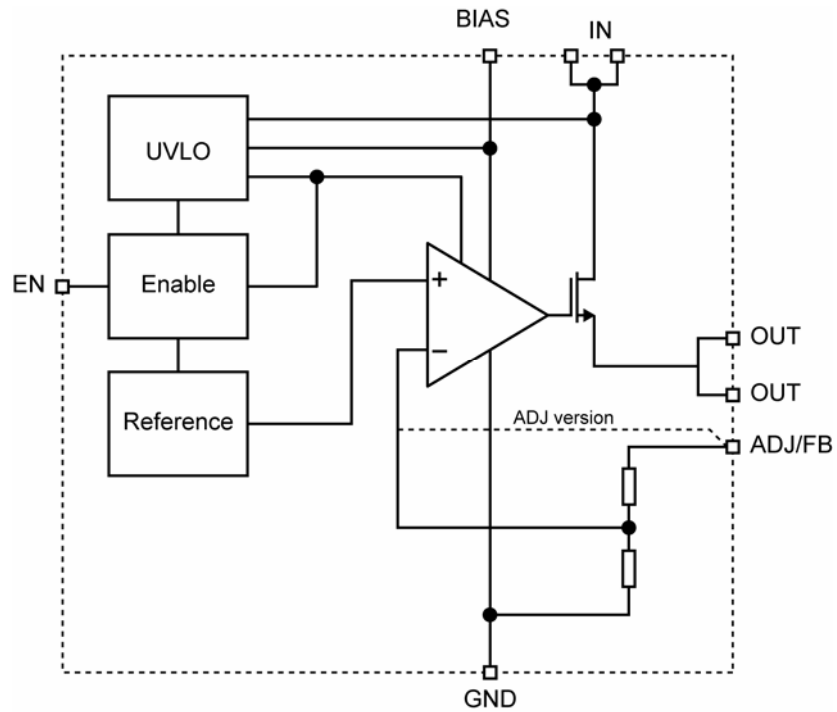 BIAS
IN
UVLO
EN
Enable
+
−
Reference
OUT
OUT
ADJ version
ADJ/FB
GND